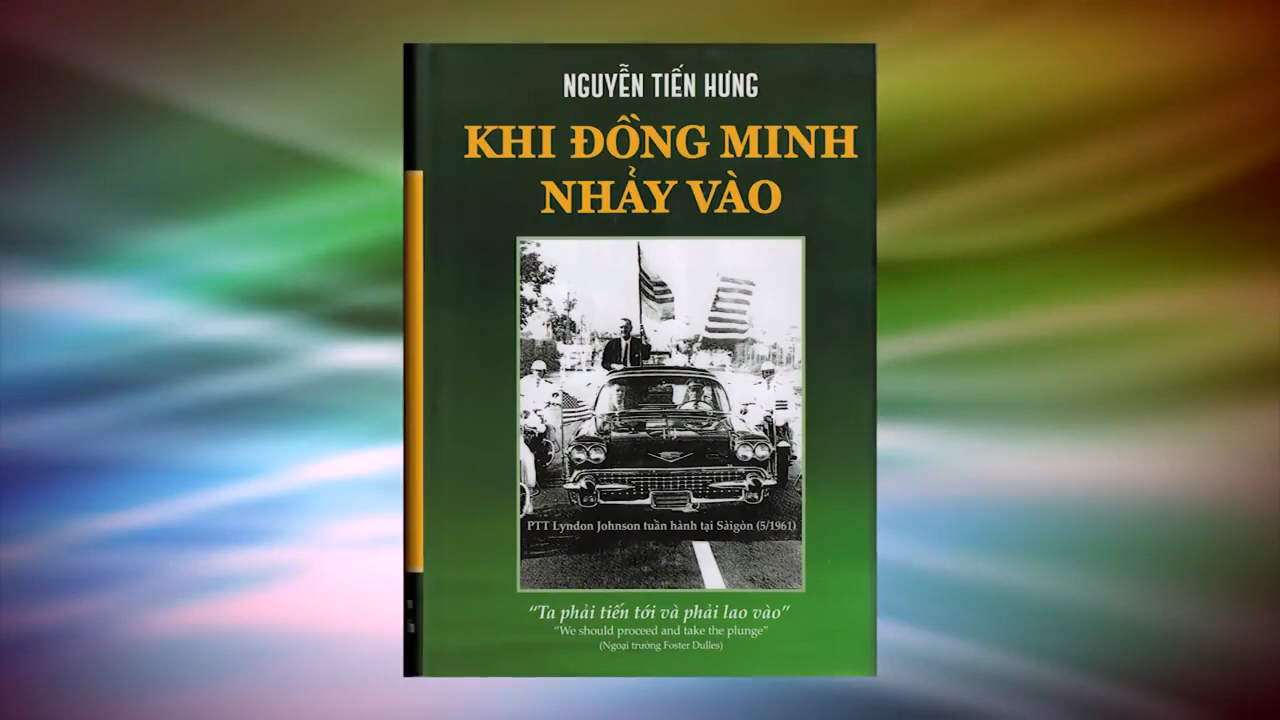 NGUYỄN TIẾN HƯNG
KHI ĐỒNG MINH
NHẢY VÀO
PTT Lyndon Johnson tuần hành tại Sàigòn (5/1961)
“Ta phải tiến tới và phải lao vào”
“We should proceed and take the plunge”
(Ngoại trưởng Foster Dulles)